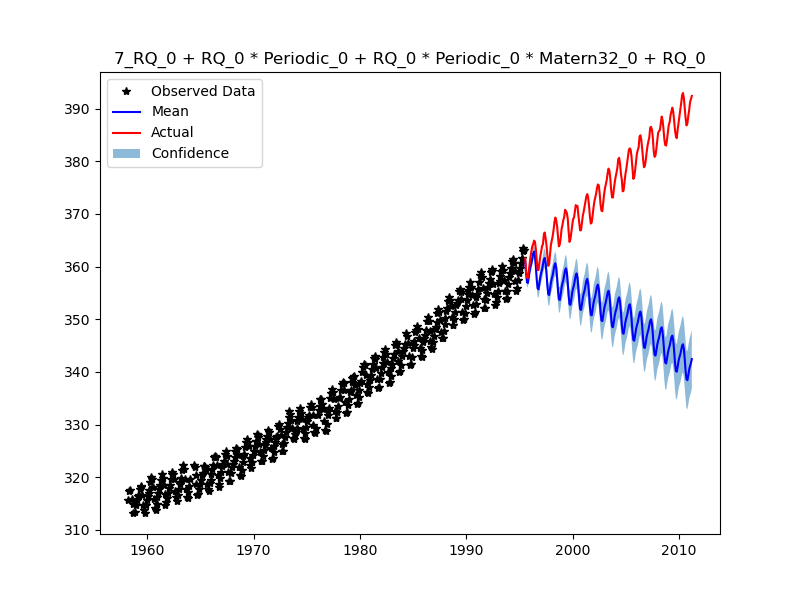 7_RQ_0 + RQ_0 * Periodic_0 + RQ_0 * Periodic_0 * Matern32_0 + RQ_0
Observed Data
Mean
Actual
Confidence
390
380
370
360
350
340
330
320
310
1960 1970 1980 1990 2000 2010